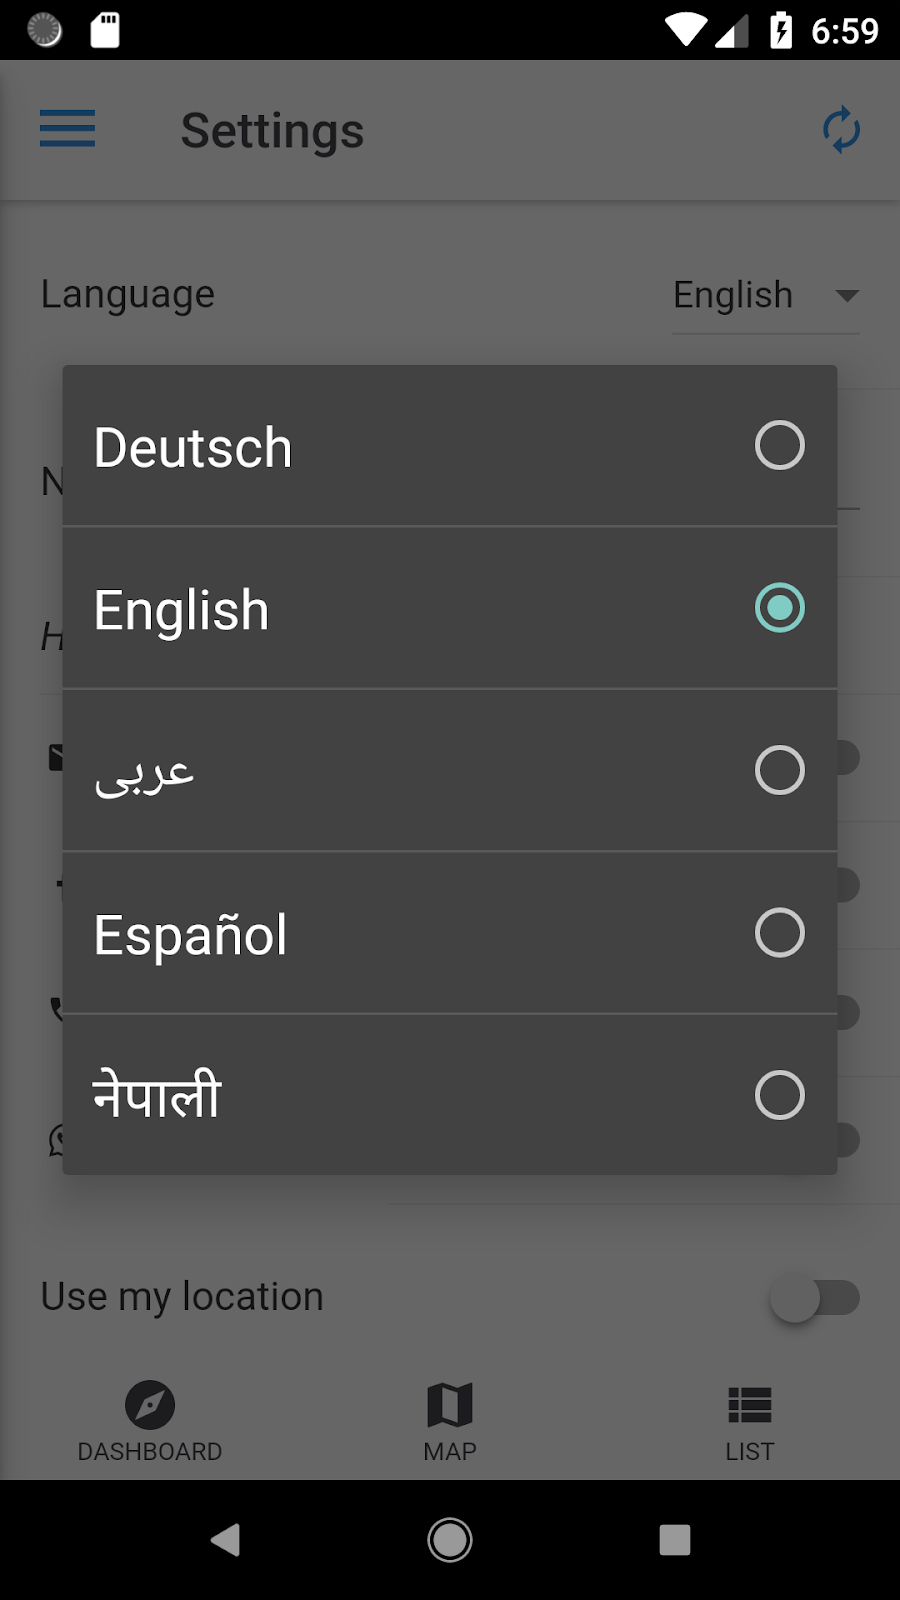 6:59
Settings
Language
English
Deutsch
English
عربى
Español
नेपाली
Use my location
DASHBOARD
MAP
LIST